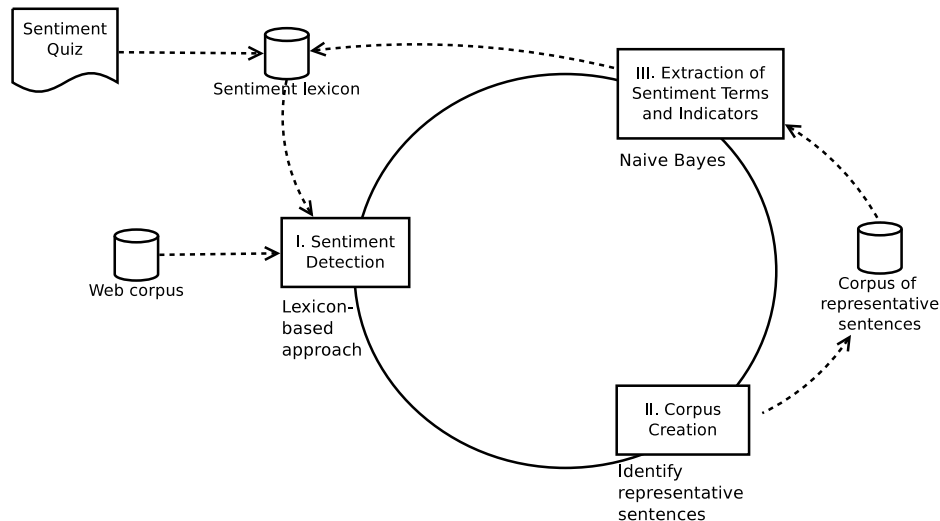 Sentiment
Quiz
Sentiment lexicon
III. Extraction of
Sentiment Terms
and Indicators
Naive Bayes
I. Sentiment
Detection
Lexicon-
based
approach
Web corpus
Corpus of
representative
sentences
II. Corpus
Creation
Identify
representative
sentences